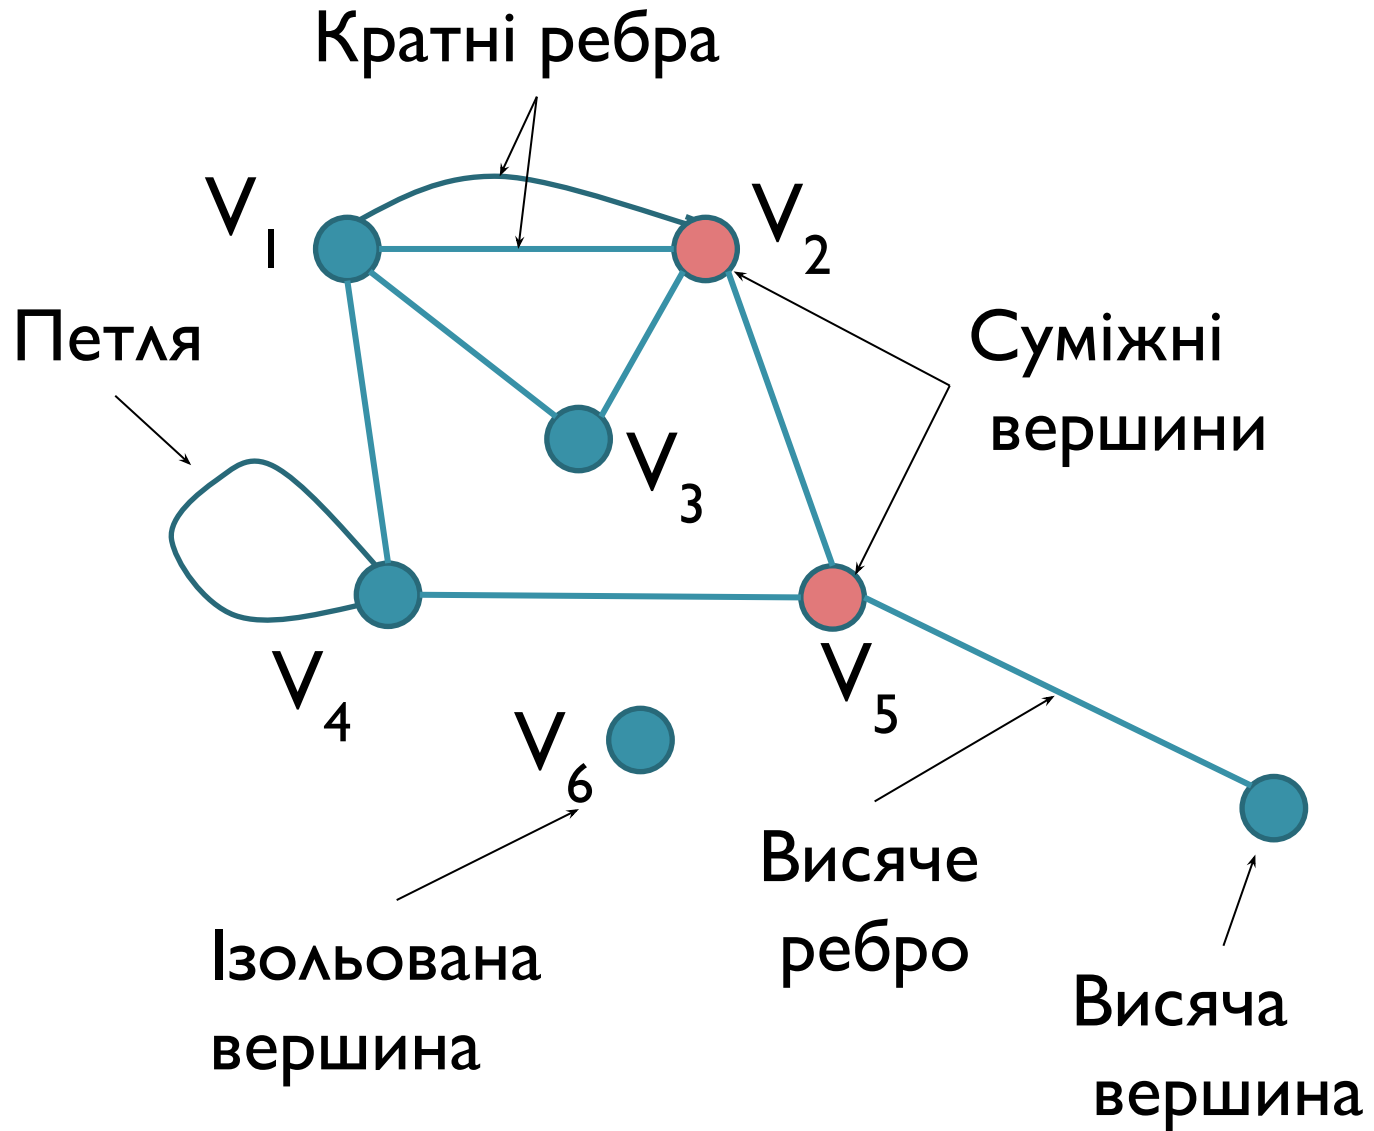 Кратні ребра
V1
V2
Петля
Суміжні
вершини
V3
V4
V5
V6
Висяче
ребро
Ізольована
вершина
Висяча
вершина